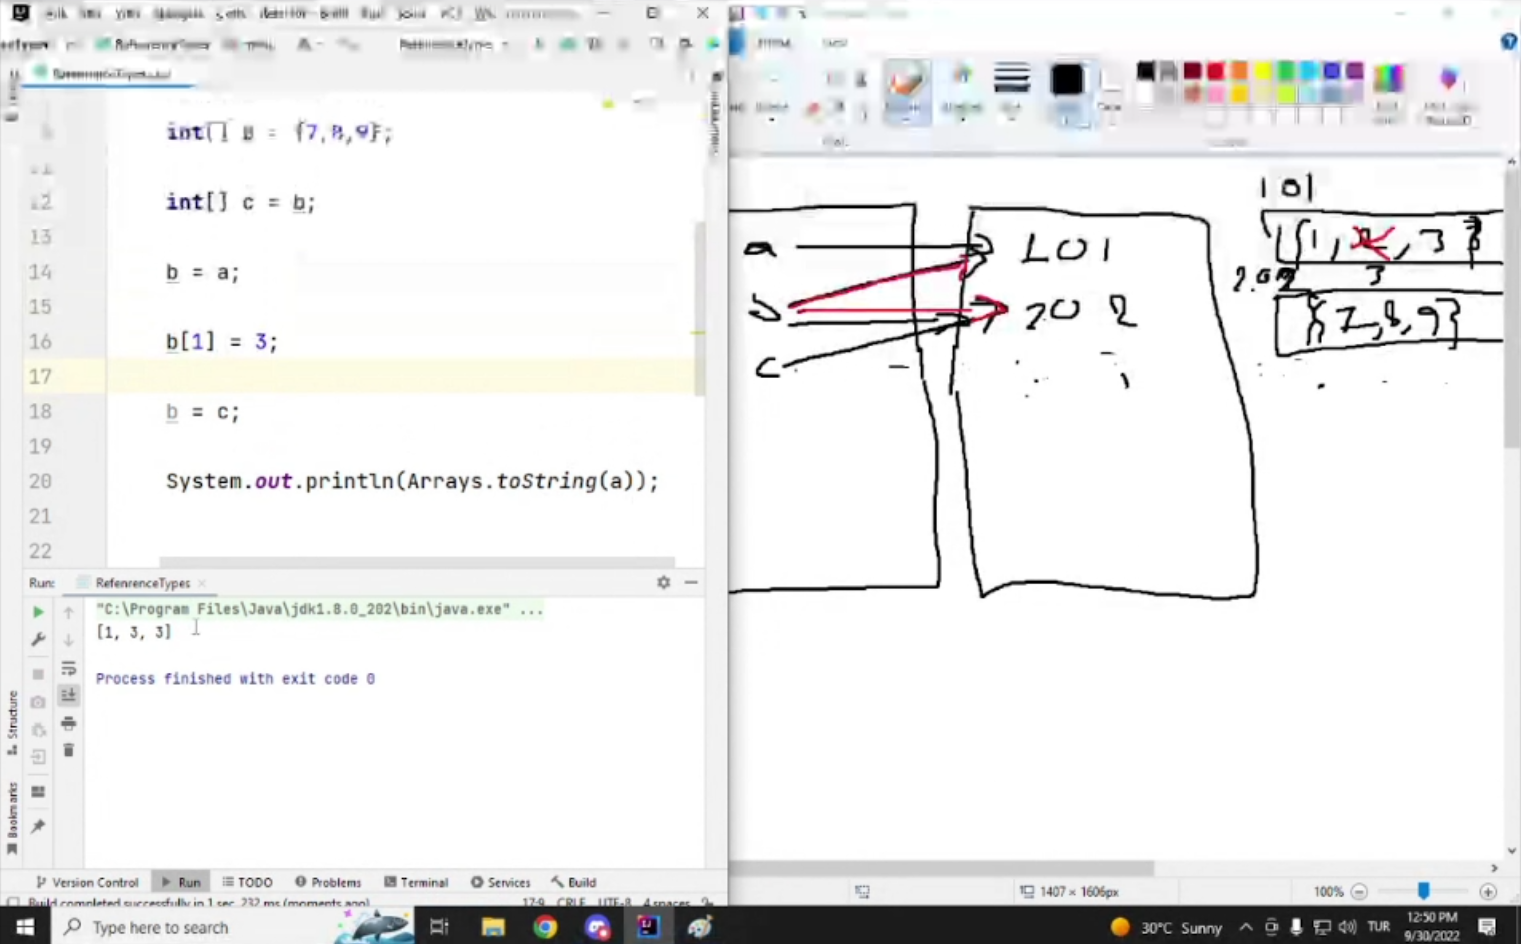 int[] B = {7,8,9};
12 int[] c = b;
13
14 b = a;
15
16 b[1] = 3;
17
18 b = c;
19
20 System.out.println(Arrays.toString(a));
21
22
Run: RefenrenceTypes
"C:\Program Files\Java\jdk1.8.0_202\bin\java.exe" ...
[1, 3, 3]
Process finished with exit code 0
Structure
Bookmarks
Version Control Run TODO Problems Terminal Services Build
Build completed successfully in 1 sec, 232 ms (moments ago) 17:9 CRLF UTF-8 4 spaces
101
a 101 {1, 2, 3}
202 3
b 202 {7,8,9}
c
1407 × 1606px 100%
Type here to search 30°C Sunny TUR 12:50 PM
9/30/2022